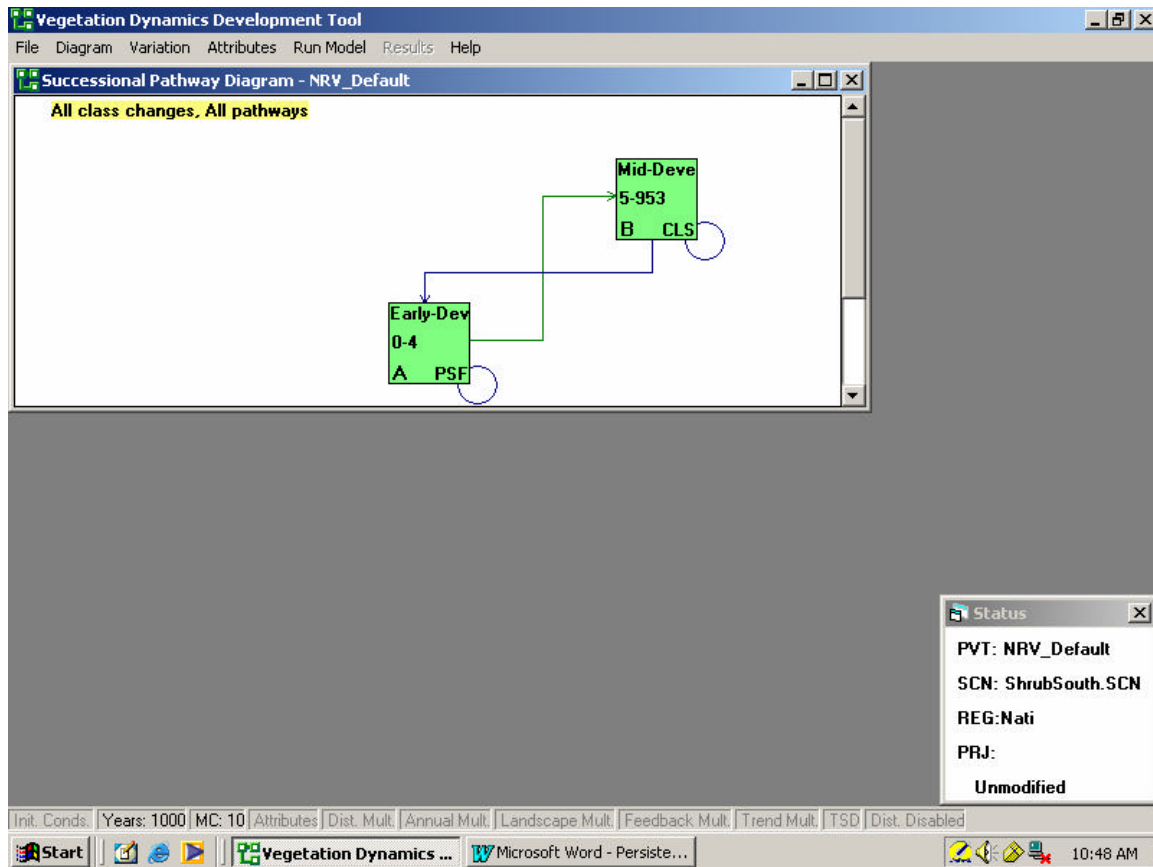 Vegetation Dynamics Development Tool
File Diagram Variation Attributes Run Model Results Help
Successional Pathway Diagram - NRV_Default
All class changes, All pathways
Mid-Deve
5-953
B CLS
Early-Dev
0-4
A PSF
Status
PVT: NRV_Default
SCN: ShrubSouth.SCN
REG:Nati
PRJ:
Unmodified
Init. Conds. Years: 1000 MC: 10 Attributes Dist. Mult. Annual Mult. Landscape Mult. Feedback Mult. Trend Mult. TSD Dist. Disabled
Start Vegetation Dynamics ... Microsoft Word - Persiste... 10:48 AM